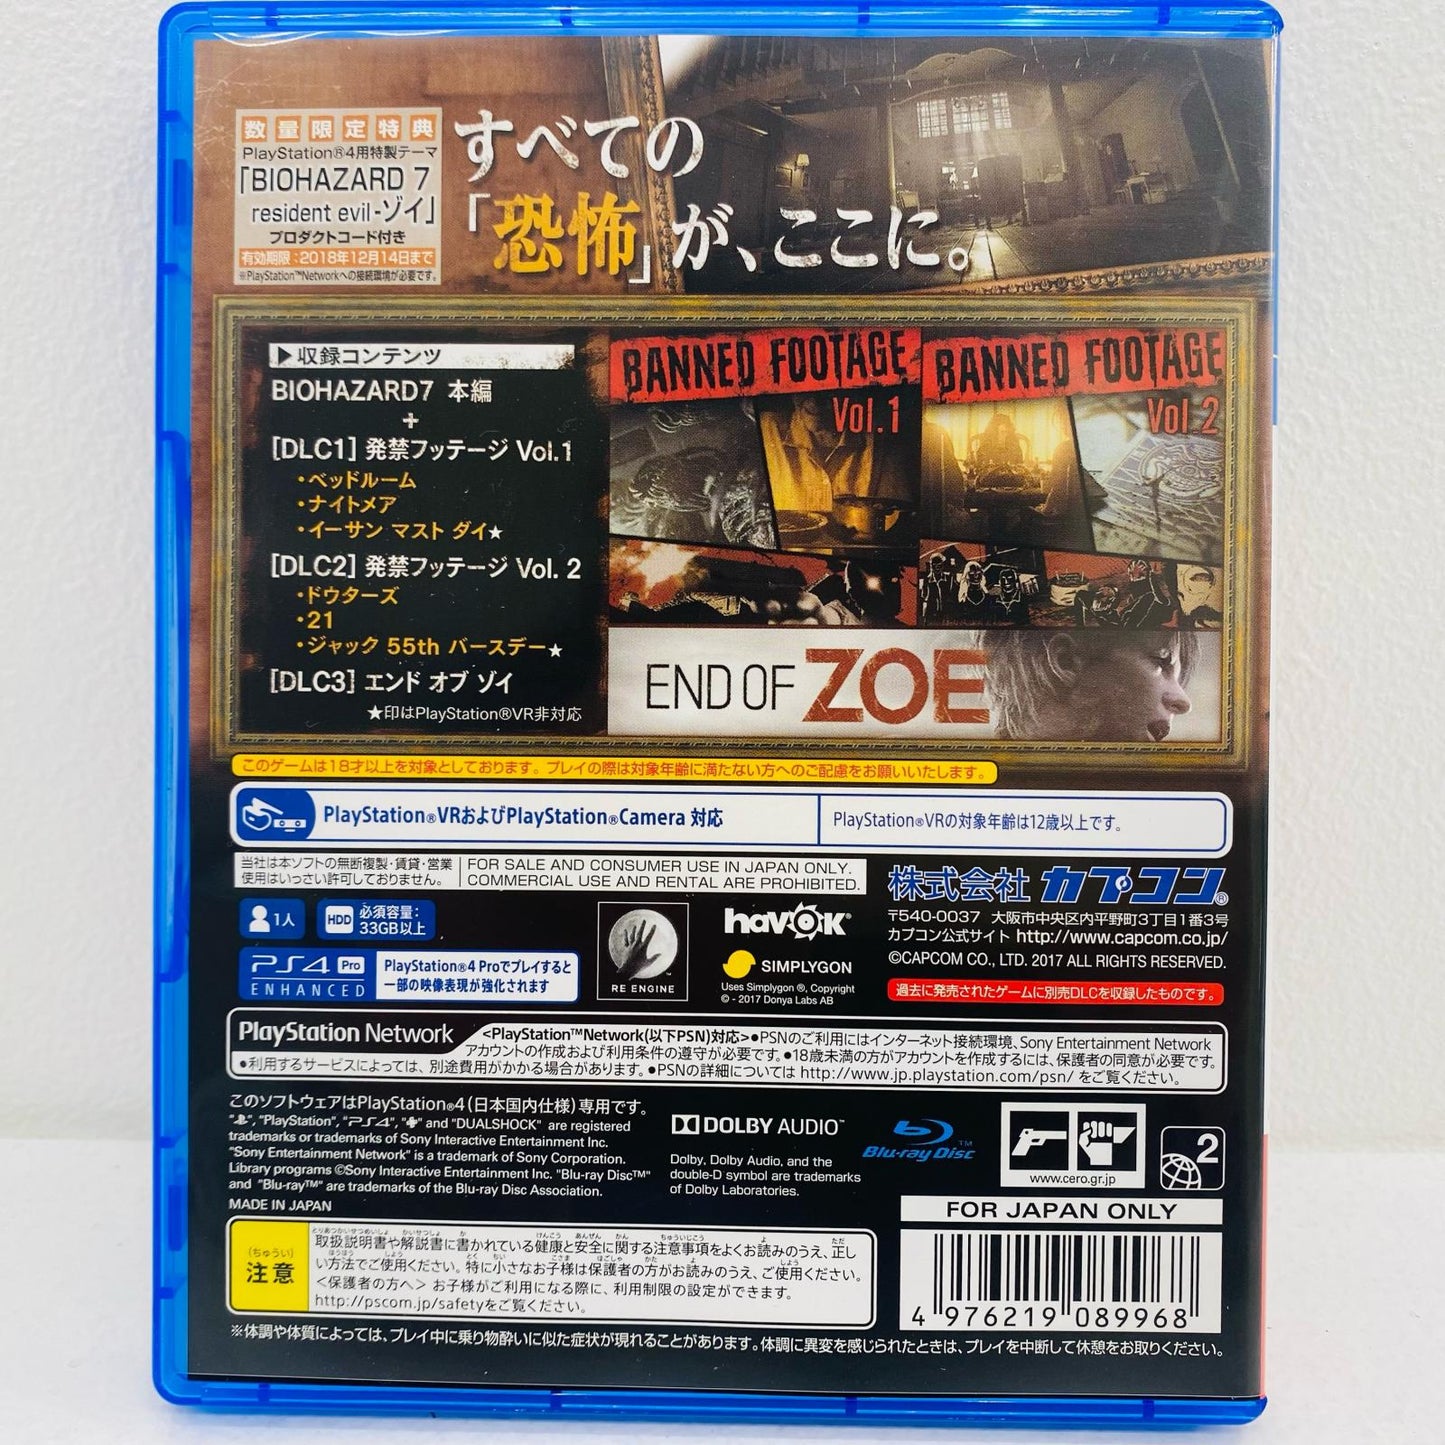 数量限定特典
PlayStation®4用特製テーマ
「BIOHAZARD 7
resident evil -ゾイ」
プロダクトコード付き
有効期限:2018年12月14日まで
※PlayStation™Networkへの接続環境が必要です。
すべての
「恐怖」が、ここに。
▶収録コンテンツ
BIOHAZARD7 本編
+
[DLC1] 発禁フッテージ Vol.1
・ベッドルーム
・ナイトメア
・イーサン マスト ダイ★
[DLC2] 発禁フッテージ Vol. 2
・ドウターズ
・21
・ジャック 55th バースデー★
[DLC3] エンド オブ ゾイ
★印はPlayStation®VR非対応
BANNED FOOTAGE
Vol.1
BANNED FOOTAGE
Vol 2
END OF ZOE
このゲームは18才以上を対象としております。プレイの際は対象年齢に満たない方へのご配慮をお願いいたします。
PlayStation®VRおよびPlayStation®Camera 対応
PlayStation®VRの対象年齢は12歳以上です。
当社は本ソフトの無断複製・賃貸・営業
使用はいっさい許可しておりません。
FOR SALE AND CONSUMER USE IN JAPAN ONLY.
COMMERCIAL USE AND RENTAL ARE PROHIBITED.
株式会社 カプコン®
〒540-0037 大阪市中央区内平野町3丁目1番3号
カプコン公式サイト http://www.capcom.co.jp/
©CAPCOM CO., LTD. 2017 ALL RIGHTS RESERVED.
過去に発売されたゲームに別売DLCを収録したものです。
1人
HDD 必須容量:
33GB以上
PS4 Pro
ENHANCED
PlayStation®4 Proでプレイすると
一部の映像表現が強化されます
RE ENGINE
havok®
SIMPLYGON
Uses Simplygon ®, Copyright
© - 2017 Donya Labs AB
PlayStation Network
<PlayStation™Network(以下PSN)対応>●PSNのご利用にはインターネット接続環境、Sony Entertainment Network
アカウントの作成および利用条件の遵守が必要です。●18歳未満の方がアカウントを作成するには、保護者の同意が必要です。
●利用するサービスによっては、別途費用がかかる場合があります。●PSNの詳細については http://www.jp.playstation.com/psn/ をご覧ください。
このソフトウェアはPlayStation®4(日本国内仕様)専用です。
"PlayStation", "PS4", and "DUALSHOCK" are registered
trademarks or trademarks of Sony Interactive Entertainment Inc.
"Sony Entertainment Network" is a trademark of Sony Corporation.
Library programs ©Sony Interactive Entertainment Inc. "Blu-ray Disc™"
and "Blu-ray™" are trademarks of the Blu-ray Disc Association.
MADE IN JAPAN
DOLBY AUDIO™
Dolby, Dolby Audio, and the
double-D symbol are trademarks
of Dolby Laboratories.
Blu-ray Disc™
www.cero.gr.jp
2
FOR JAPAN ONLY
4 976219 089968
(ちゅうい)
注意
取扱説明書や解説書に書かれている健康と安全に関する注意事項をよくお読みのうえ、正し
い方法でご使用ください。特に小さなお子様は保護者の方がお読みのうえ、ご使用ください。
<保護者の方へ> お子様がご利用になる際に、利用制限の設定ができます。
http://pscom.jp/safetyをご覧ください。
※体調や体質によっては、プレイ中に乗り物酔いに似た症状が現れることがあります。体調に異変を感じられたときは、プレイを中断して休憩をお取りください。